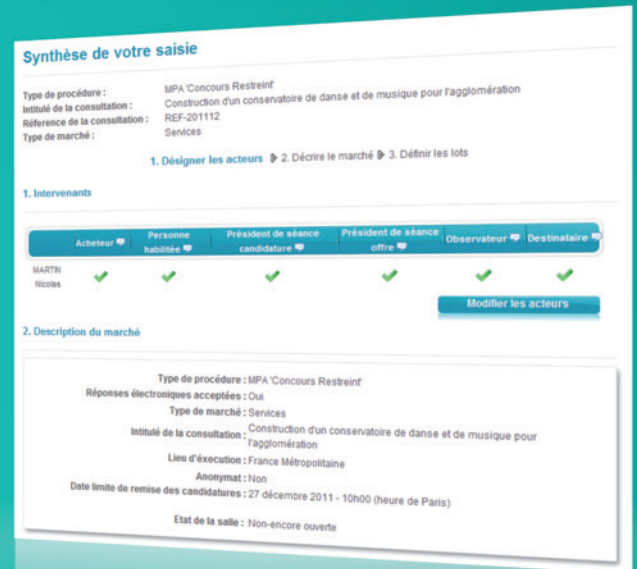 Synthèse de votre saisie
Type de procédure : MPA 'Concours Restreint'
Intitulé de la consultation : Construction d'un conservatoire de danse et de musique pour l'agglomération
Réference de la consultation : REF-201112
Type de marché : Services
1. Désigner les acteurs 2. Décrire le marché 3. Définir les lots
1. Intervenants
Acheteur Personne habilitée Président de séance candidature Président de séance offre Observateur Destinataire
MARTIN
Nicolas
Modifier les acteurs
2. Description du marché
Type de procédure : MPA 'Concours Restreint'
Réponses électroniques acceptées : Oui
Type de marché : Services
Intitulé de la consultation : Construction d'un conservatoire de danse et de musique pour
l'agglomération
Lieu d'éxecution : France Métropolitaine
Anonymat : Non
Date limite de remise des candidatures : 27 décembre 2011 - 10h00 (heure de Paris)
Etat de la salle : Non-encore ouverte